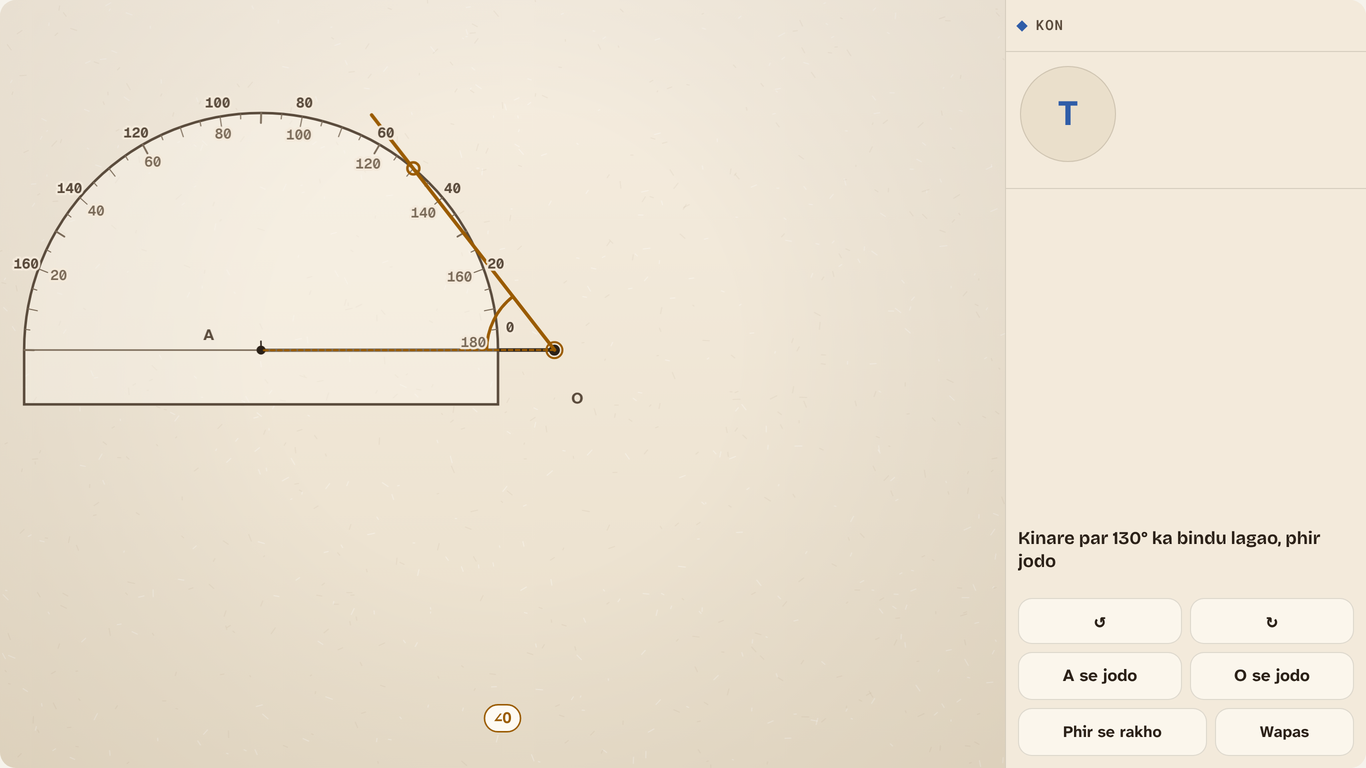 KON
T
100 80
120 80 100 60
60 120
140 40
40 140
160 20
20 160
A 0
180
O
∠O
Kinare par 130° ka bindu lagao, phir
jodo
↺ ↻
A se jodo O se jodo
Phir se rakho Wapas